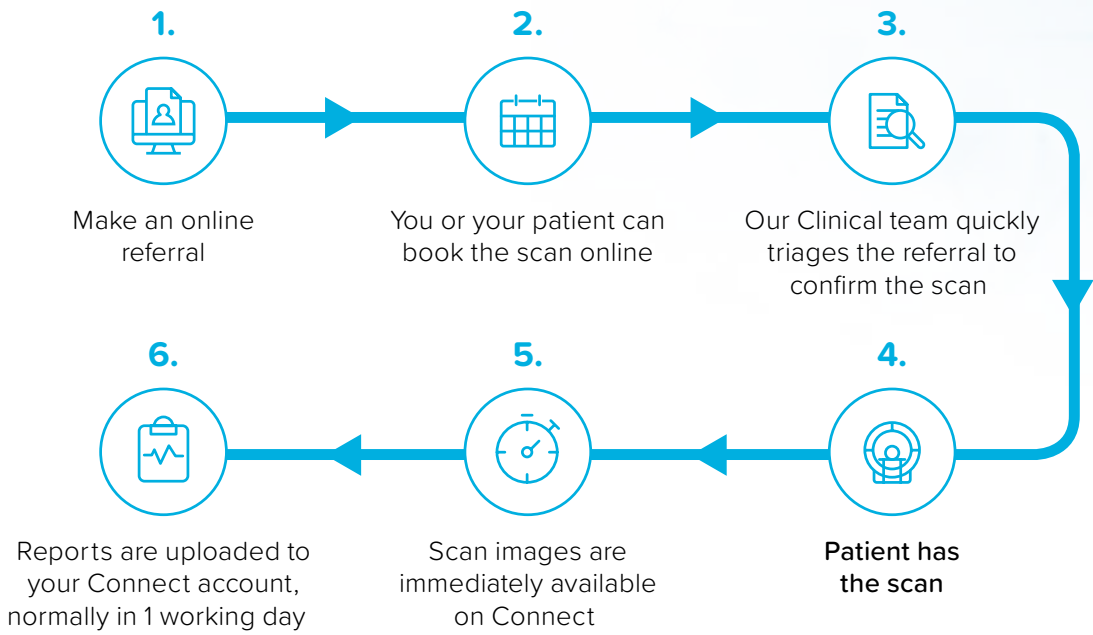 1.
Make an online
referral
2.
You or your patient can
book the scan online
3.
Our Clinical team quickly
triages the referral to
confirm the scan
4.
Patient has
the scan
5.
Scan images are
immediately available
on Connect
6.
Reports are uploaded to
your Connect account,
normally in 1 working day